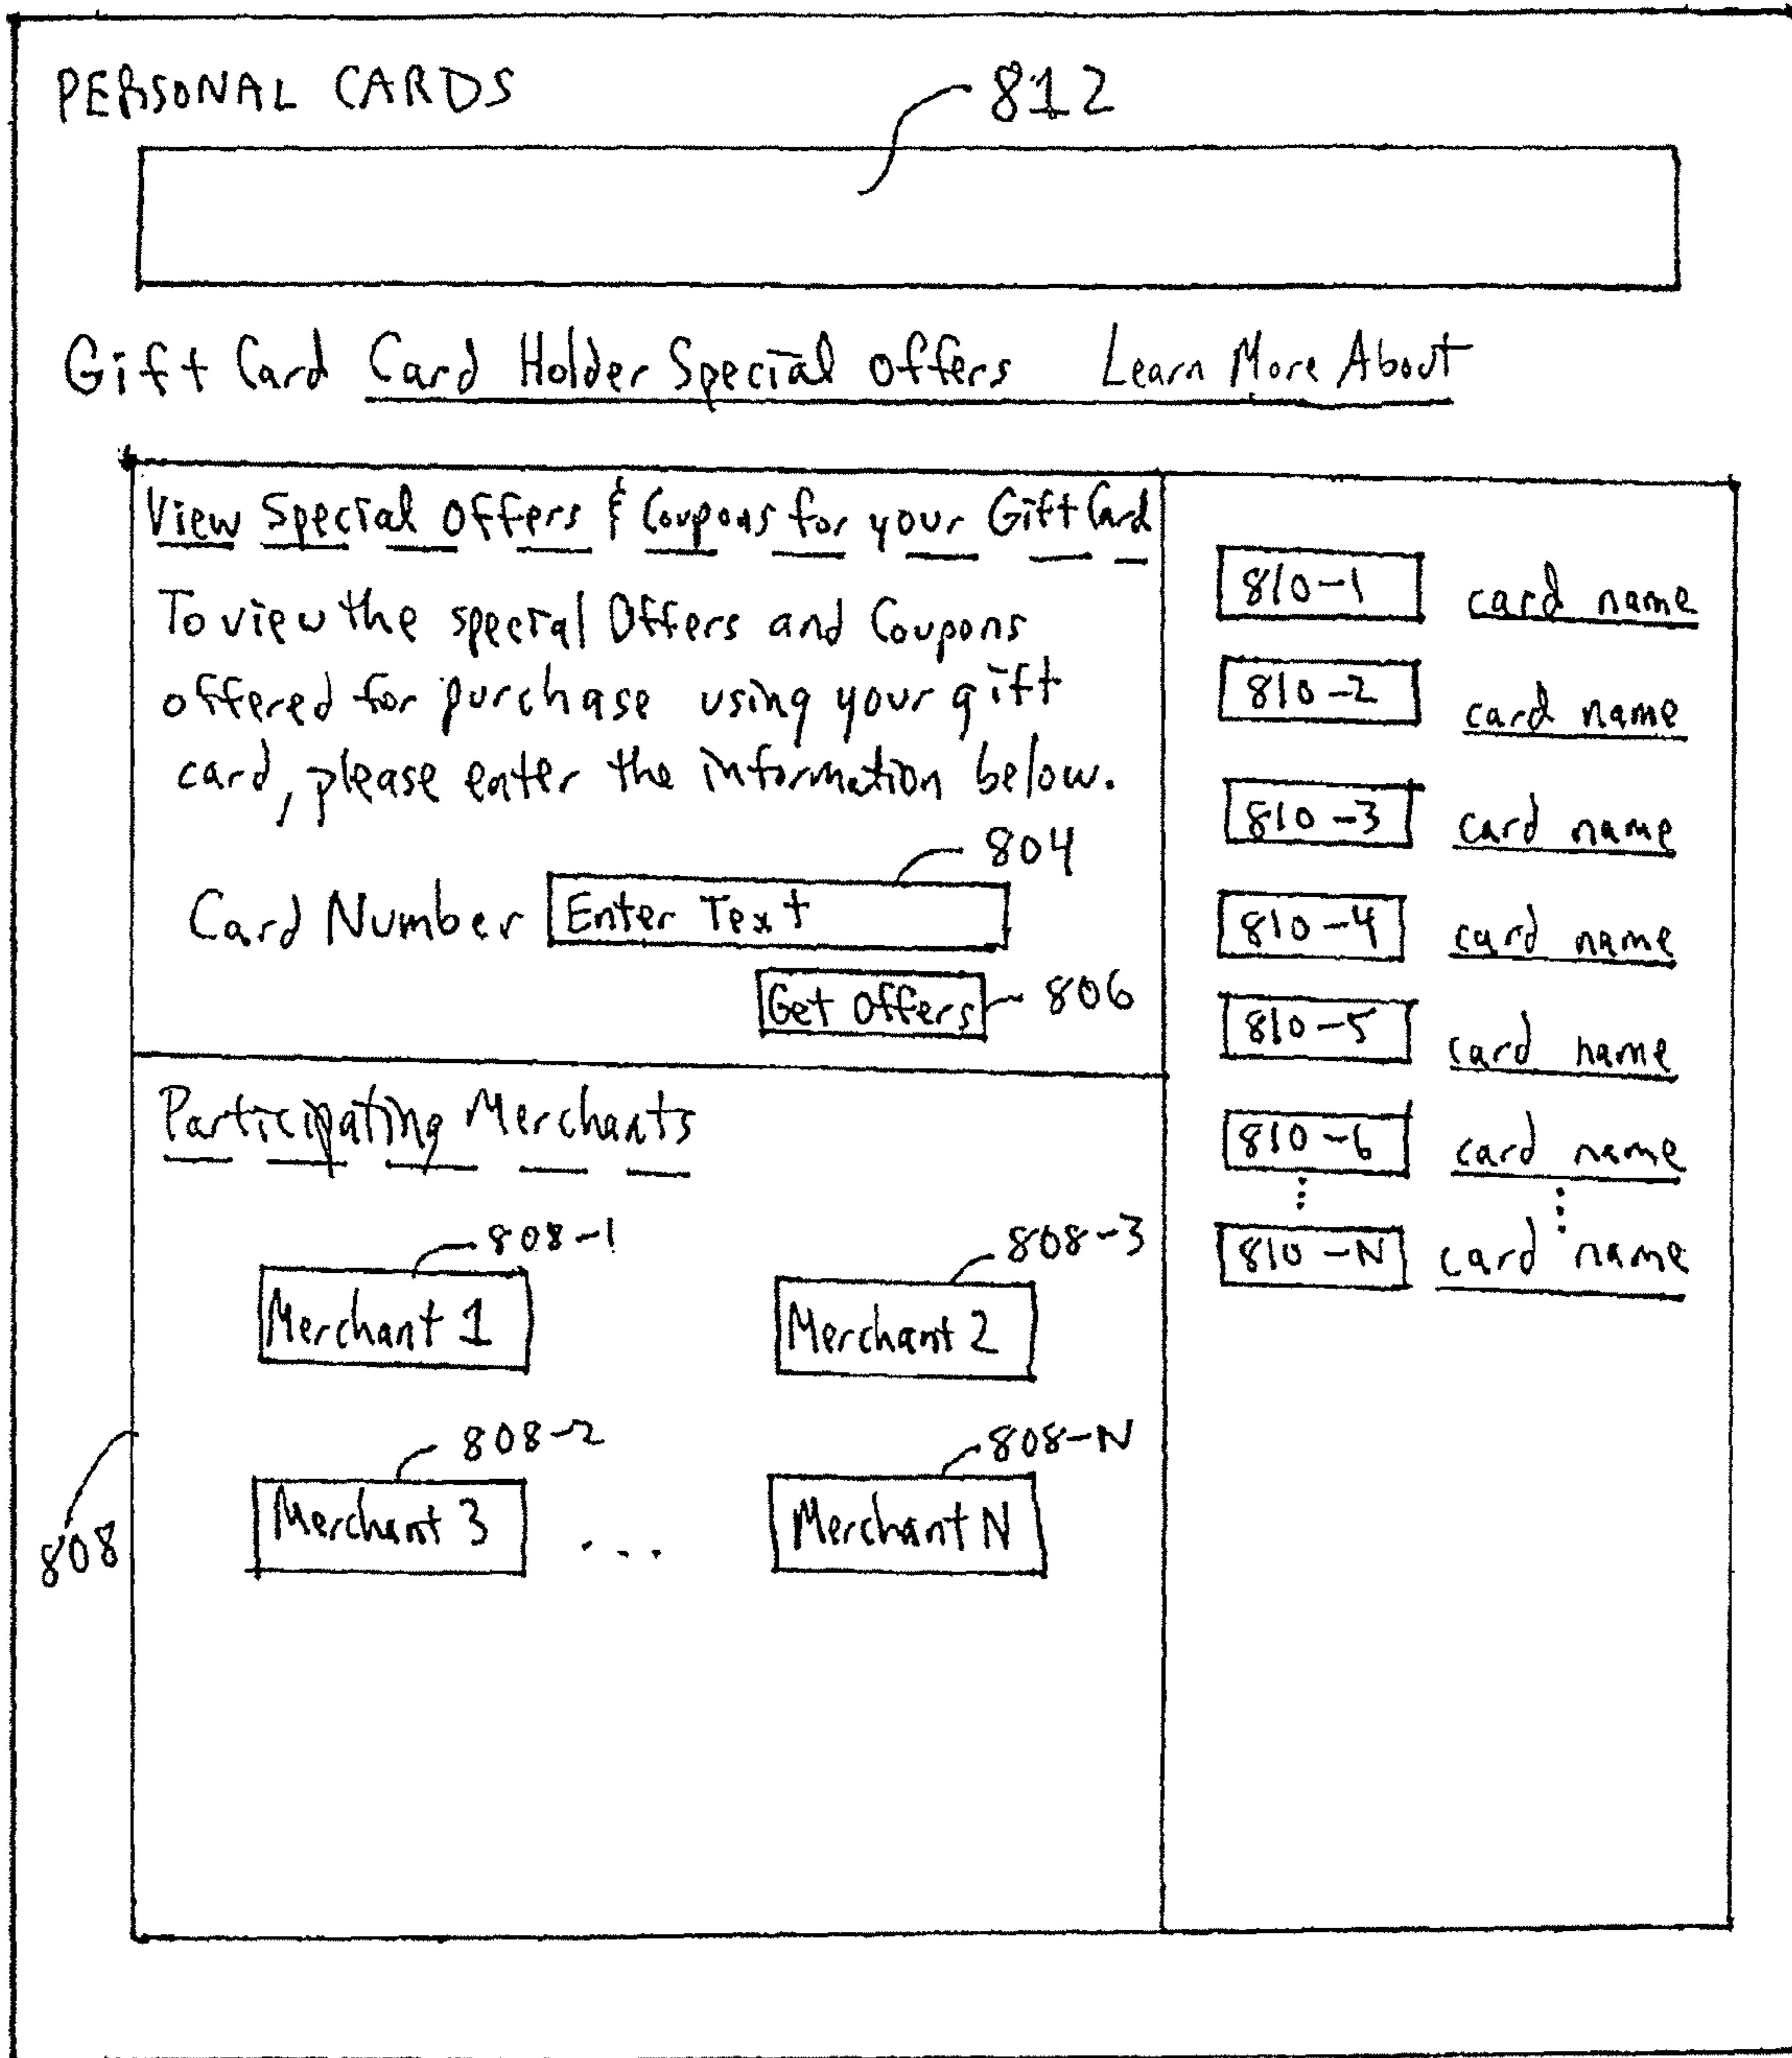 PERSONAL CARDS
812
Gift Card Card Holder Special Offers Learn More About
View Special Offers & Coupons for your Gift Card
To view the special Offers and Coupons
offered for purchase using your gift
card, please enter the information below.
804
Card Number Enter Text
Get Offers 806
Participating Merchants
808-1 808-3
Merchant 1 Merchant 2
808-2 808-N
Merchant 3 ... Merchant N
808
810-1 card name
810-2 card name
810-3 card name
810-4 card name
810-5 card name
810-6 card name
⋮ ⋮
810-N card name